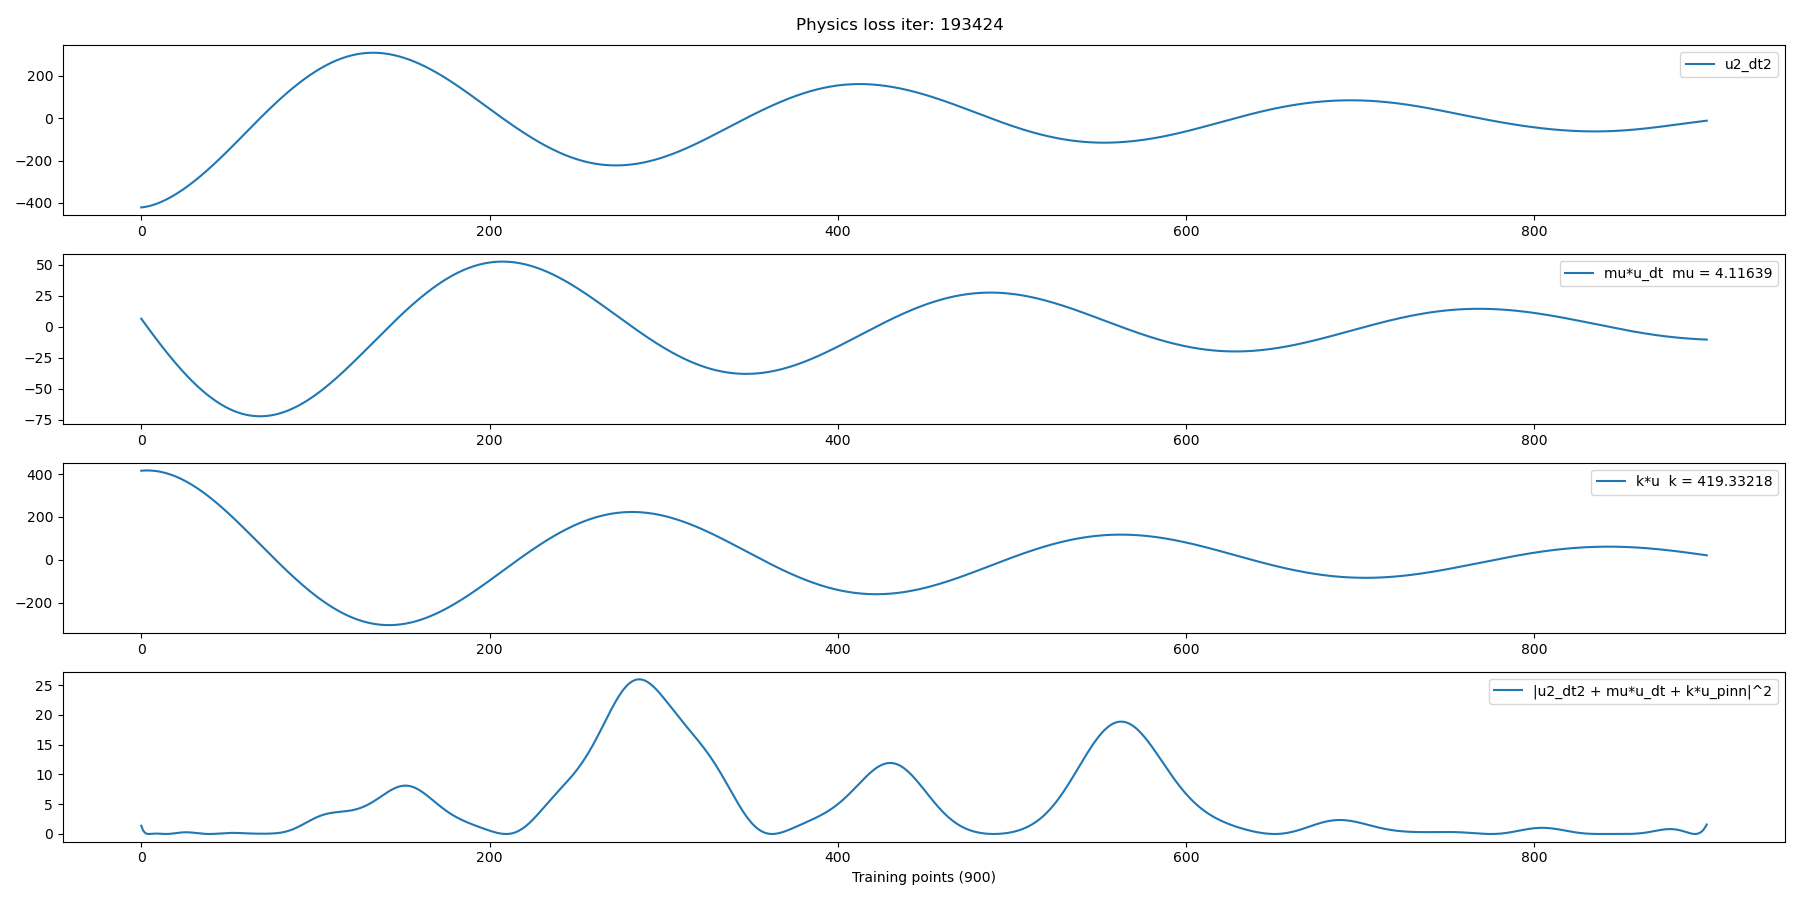 Physics loss iter: 193424
u2_dt2
200
0
−200
−400
0 200 400 600 800
mu*u_dt  mu = 4.11639
50
25
0
−25
−50
−75
0 200 400 600 800
k*u  k = 419.33218
400
200
0
−200
0 200 400 600 800
|u2_dt2 + mu*u_dt + k*u_pinn|^2
25
20
15
10
5
0
0 200 400 600 800
Training points (900)